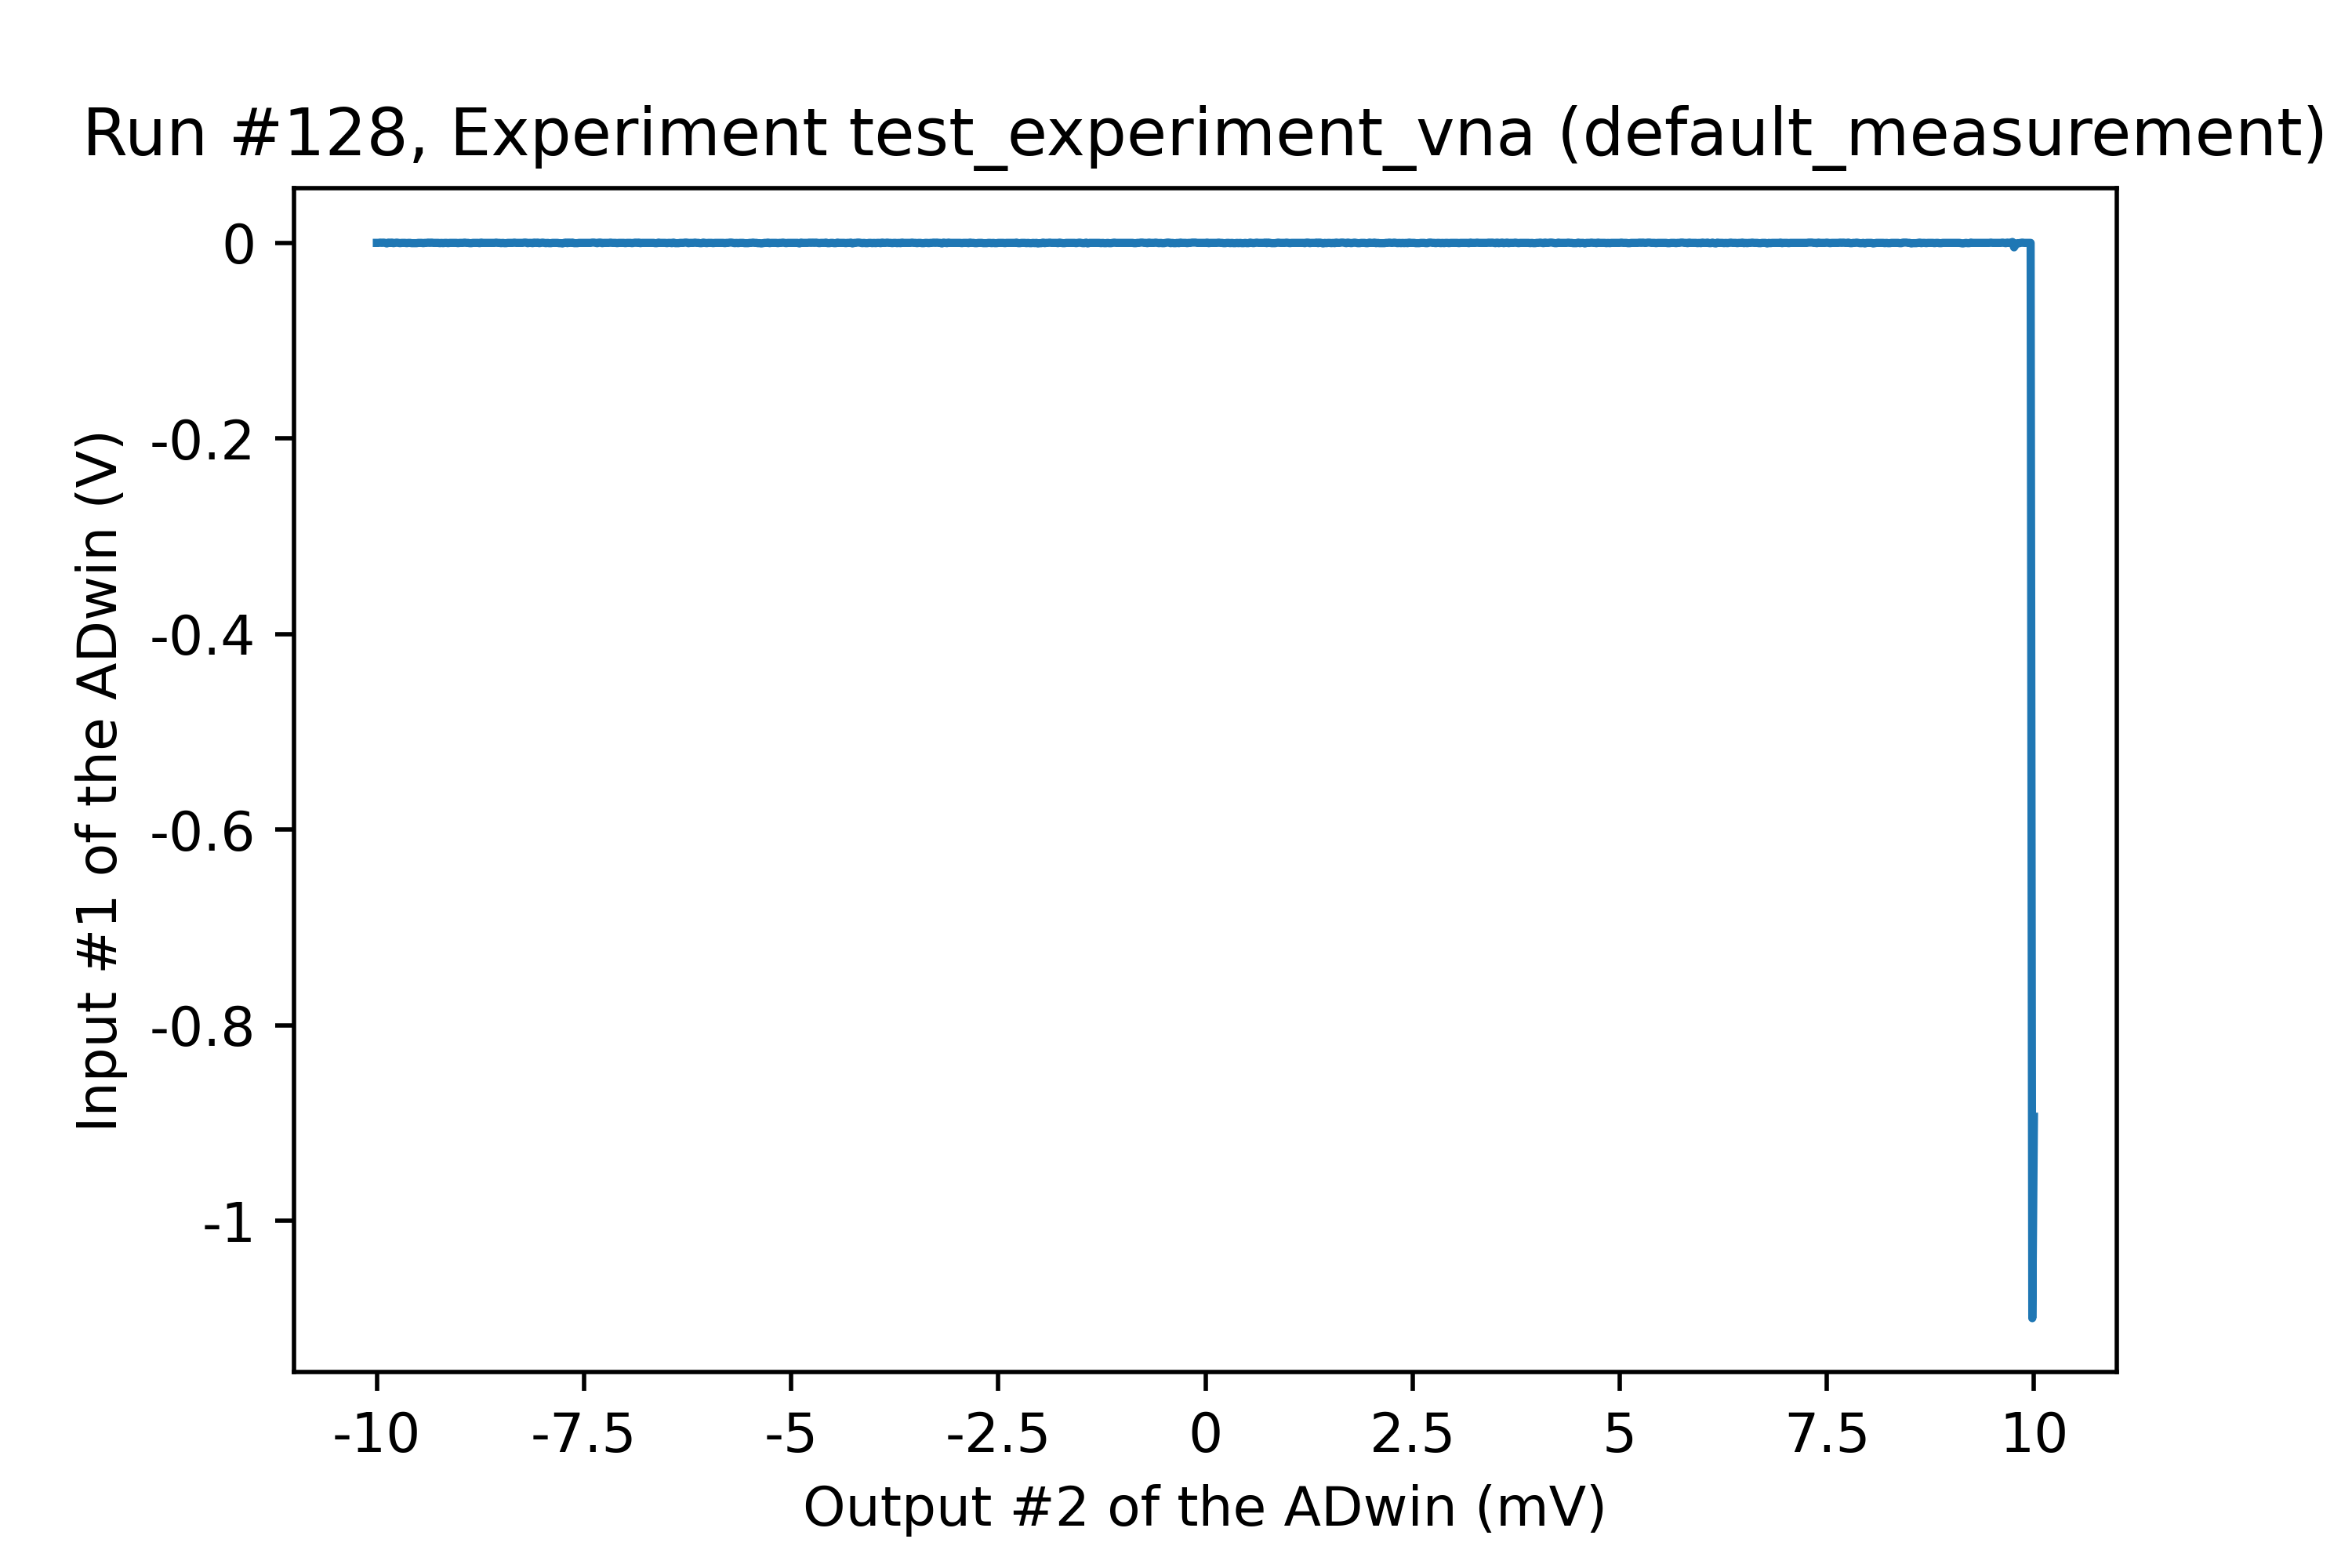 Run #128, Experiment test_experiment_vna (default_measurement)
Input #1 of the ADwin (V)
0
-0.2
-0.4
-0.6
-0.8
-1
-10 -7.5 -5 -2.5 0 2.5 5 7.5 10
Output #2 of the ADwin (mV)